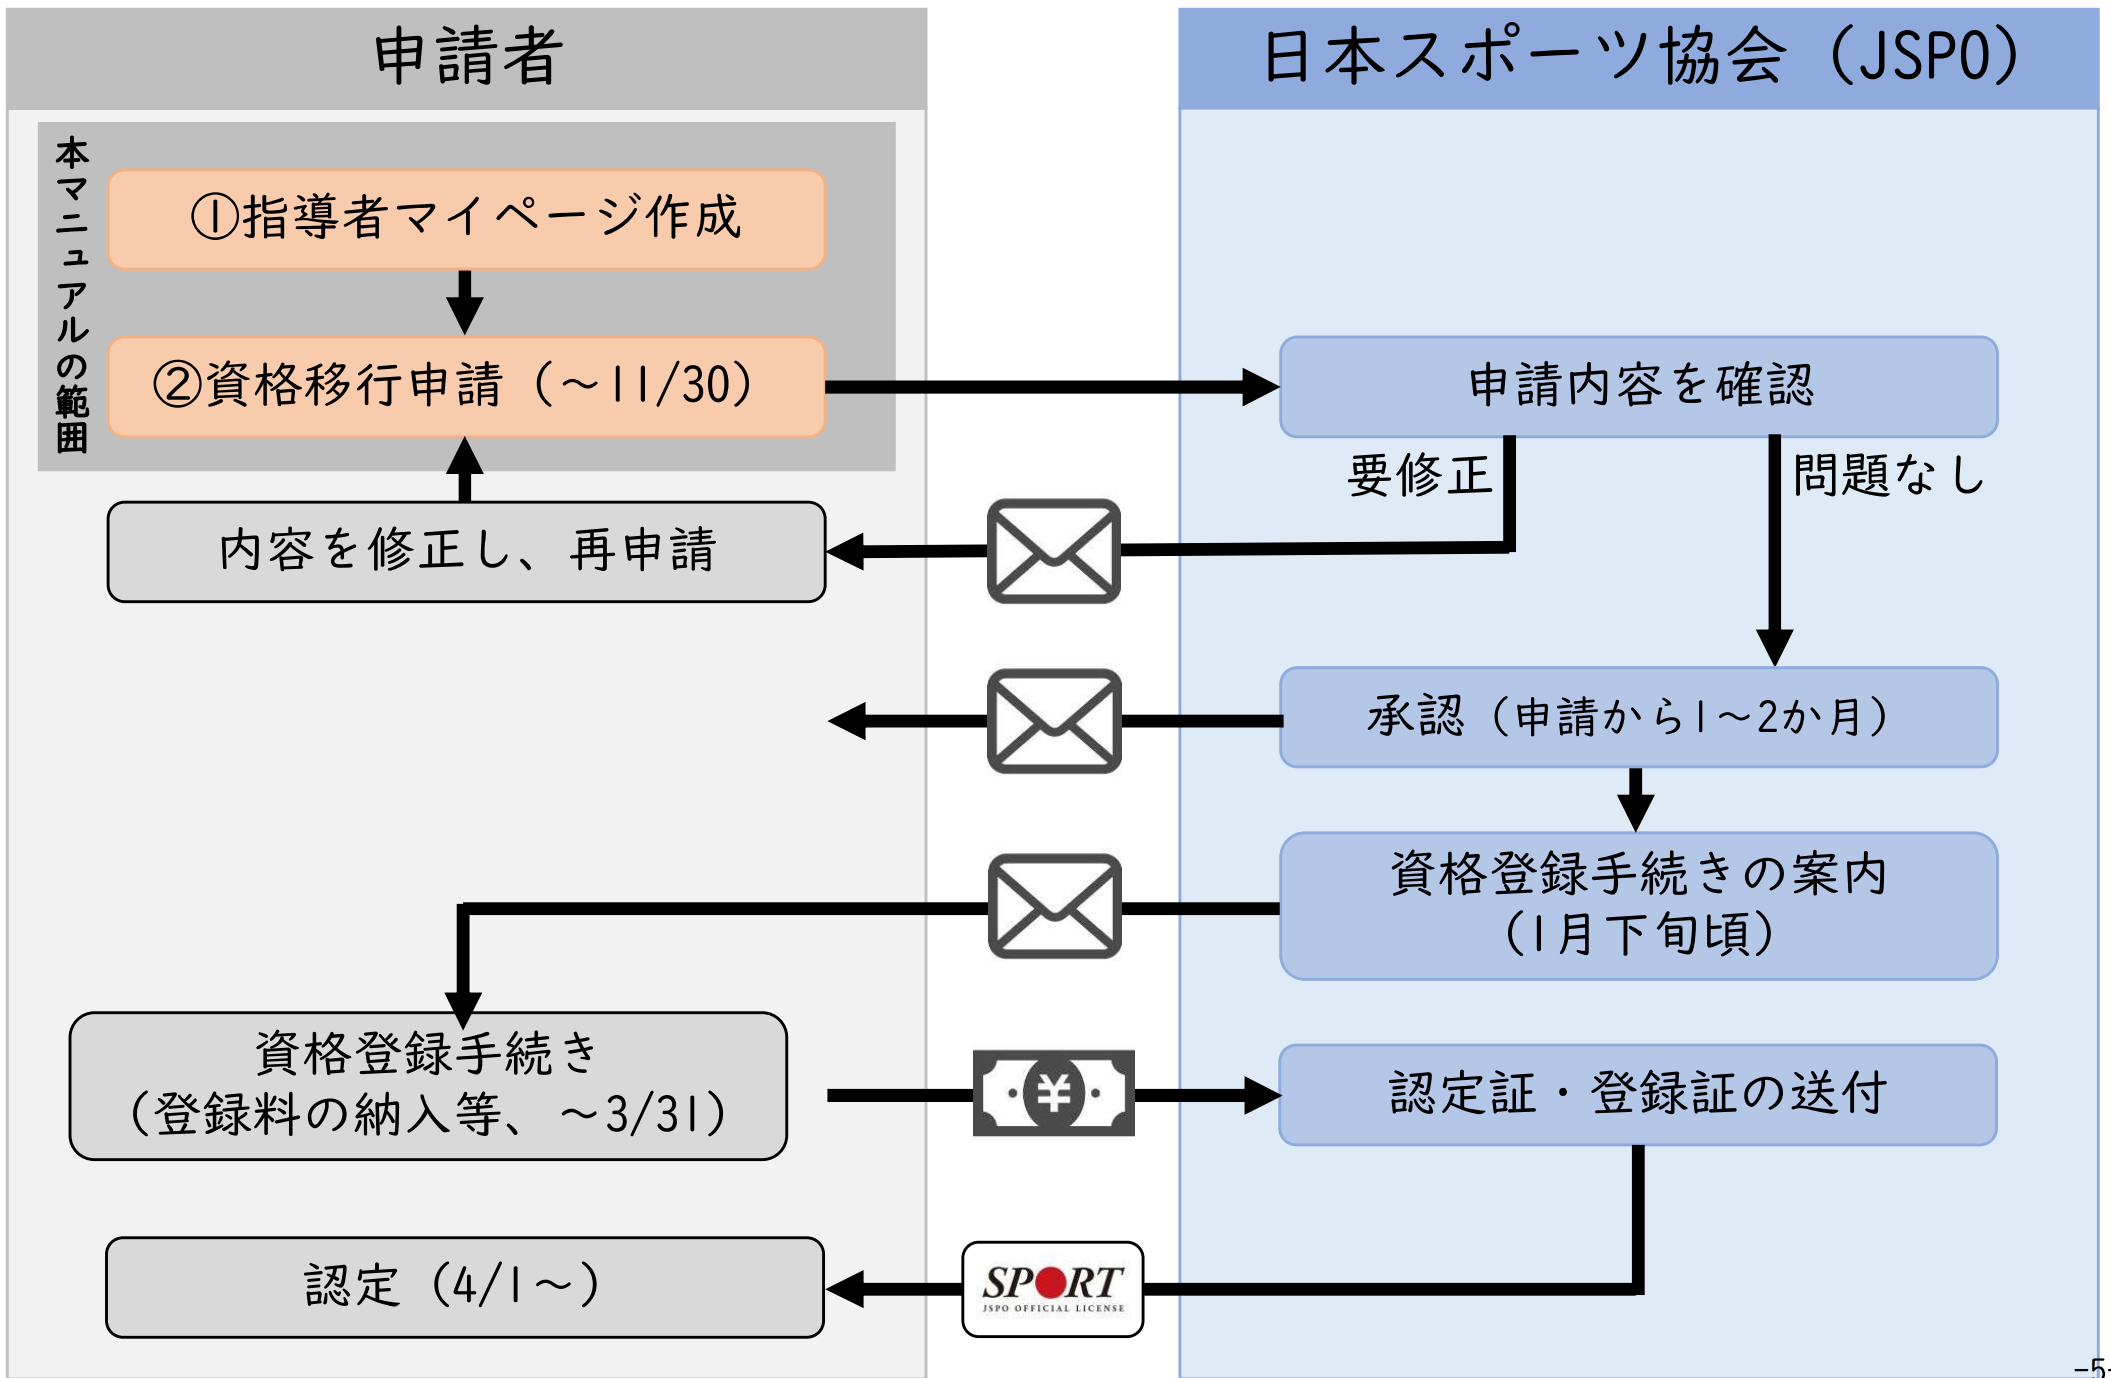 申請者
日本スポーツ協会（JSPO）
本マニュアルの範囲
①指導者マイページ作成
②資格移行申請（～11/30）
申請内容を確認
要修正
問題なし
内容を修正し、再申請
承認（申請から1～2か月）
資格登録手続きの案内
（1月下旬頃）
資格登録手続き
（登録料の納入等、～3/31）
¥
認定証・登録証の送付
認定（4/1～）
SPORT
JSPO OFFICIAL LICENSE
-5-